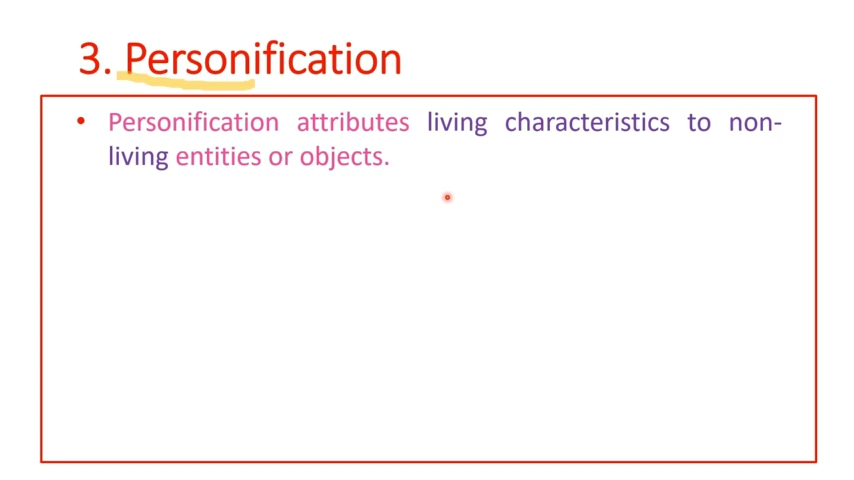 3. Personification
• Personification attributes living characteristics to non-
living entities or objects.